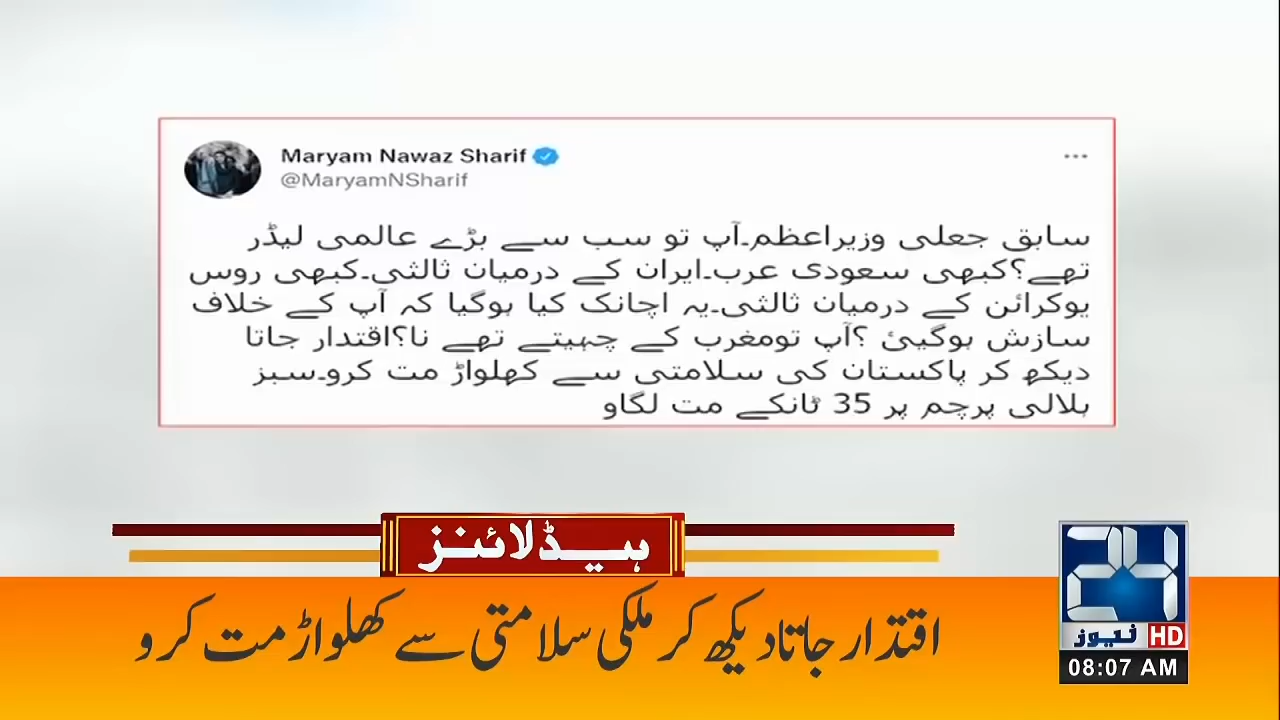 Maryam Nawaz Sharif
@MaryamNSharif
سابق جعلی وزیراعظم۔آپ تو سب سے بڑے عالمی لیڈر
تھے؟کبھی سعودی عرب۔ایران کے درمیان ثالثی۔کبھی روس
یوکرائن کے درمیان ثالثی۔یہ اچانک کیا ہوگیا کہ آپ کے خلاف
سازش ہوگیئ ؟آپ تومغرب کے چہیتے تھے نا؟اقتدار جاتا
دیکھ کر پاکستان کی سلامتی سے کھلواڑ مت کرو۔سبز
ہلالی پرچم پر 35 ٹانکے مت لگاو
ہیڈلائنز
اقتدار جاتا دیکھ کر ملکی سلامتی سے کھلواڑ مت کرو
24
نیوز HD
08:07 AM